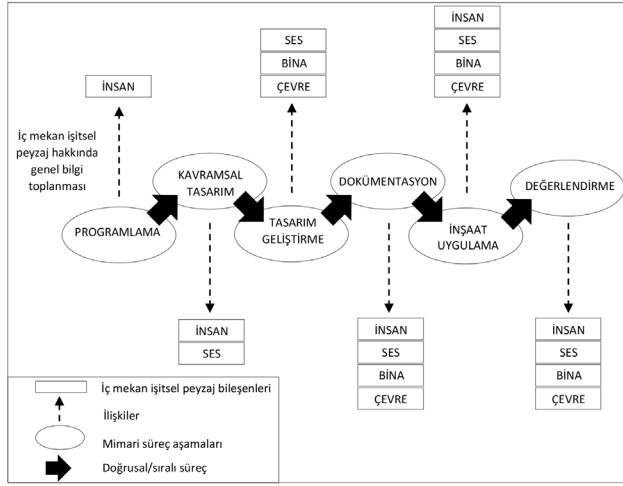 İNSAN
SES
BİNA
ÇEVRE
İNSAN
SES
BİNA
ÇEVRE
İç mekan işitsel
peyzaj hakkında
genel bilgi
toplanması
PROGRAMLAMA
KAVRAMSAL
TASARIM
TASARIM
GELİŞTİRME
DOKÜMENTASYON
İNŞAAT
UYGULAMA
DEĞERLENDİRME
İNSAN
SES
İNSAN
SES
BİNA
ÇEVRE
İNSAN
SES
BİNA
ÇEVRE
İç mekan işitsel peyzaj bileşenleri
İlişkiler
Mimari süreç aşamaları
Doğrusal/sıralı süreç